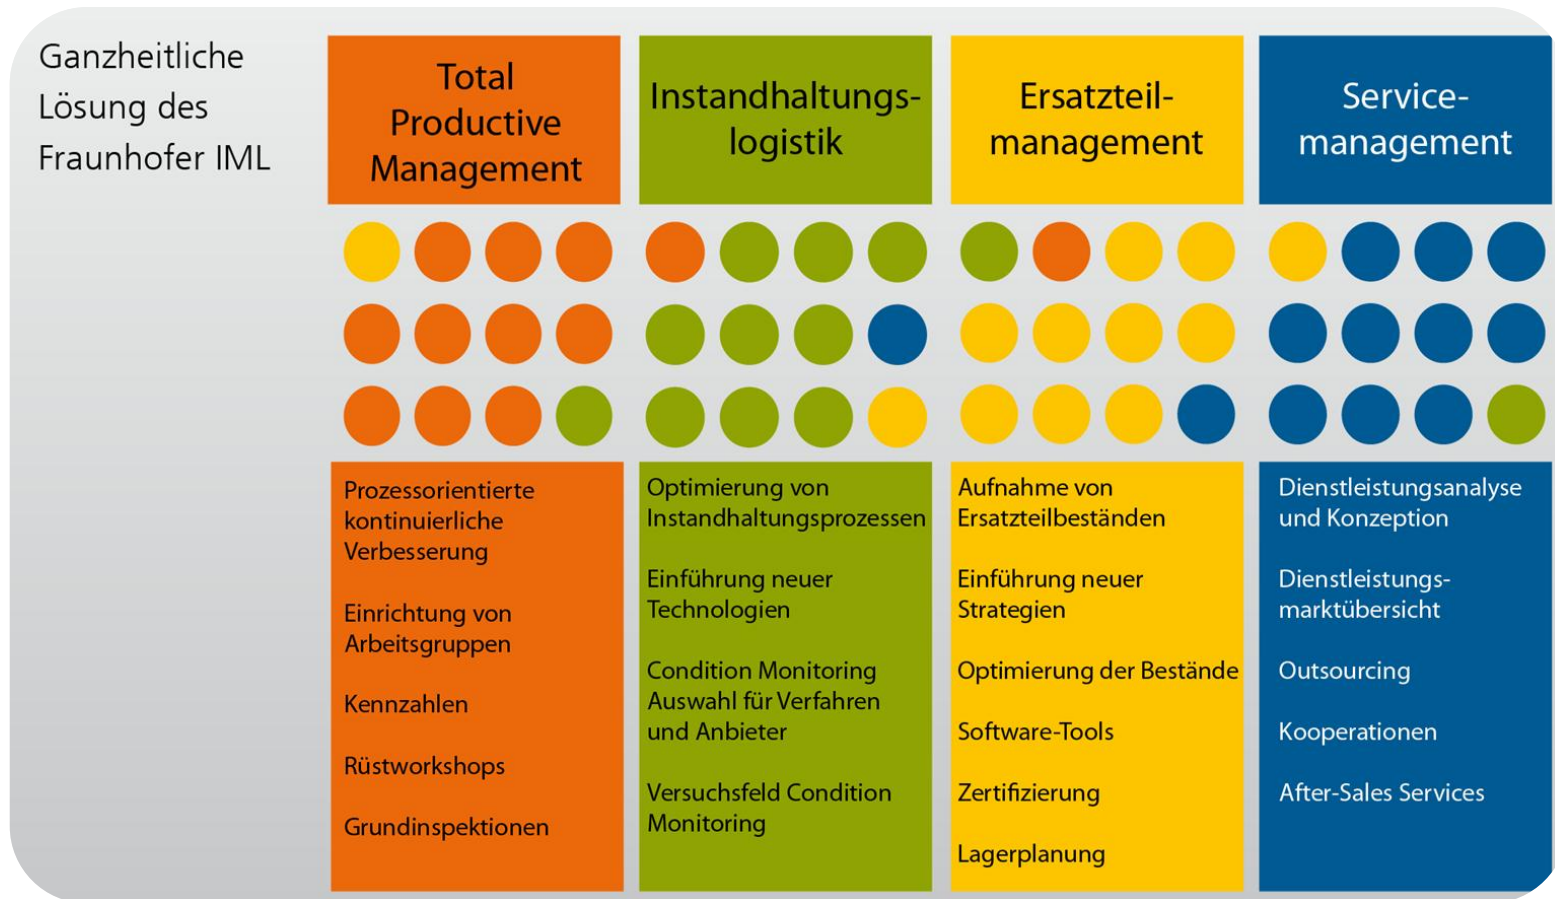 Ganzheitliche
Lösung des
Fraunhofer IML
Total
Productive
Management
Instandhaltungs-
logistik
Ersatzteil-
management
Service-
management
Prozessorientierte
kontinuierliche
Verbesserung
Einrichtung von
Arbeitsgruppen
Kennzahlen
Rüstworkshops
Grundinspektionen
Optimierung von
Instandhaltungsprozessen
Einführung neuer
Technologien
Condition Monitoring
Auswahl für Verfahren
und Anbieter
Versuchsfeld Condition
Monitoring
Aufnahme von
Ersatzteilbeständen
Einführung neuer
Strategien
Optimierung der Bestände
Software-Tools
Zertifizierung
Lagerplanung
Dienstleistungsanalyse
und Konzeption
Dienstleistungs-
marktübersicht
Outsourcing
Kooperationen
After-Sales Services